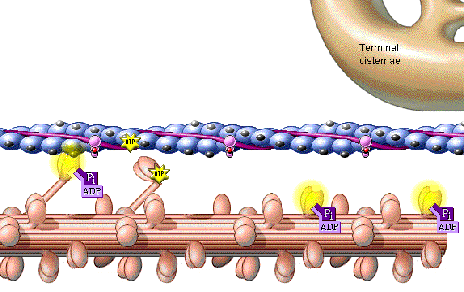 Terminal
cisternae
ATP
ATP
Pi
ADP
Pi
ADP
Pi
ADP